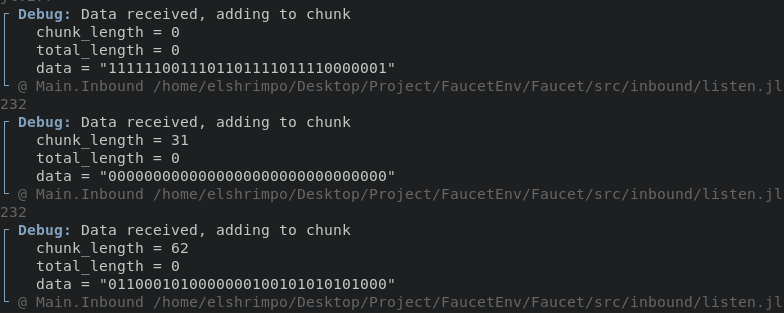 Debug: Data received, adding to chunk
chunk_length = 0
total_length = 0
data = "1111110011101101111011110000001"
@ Main.Inbound /home/elshrimpo/Desktop/Project/FaucetEnv/Faucet/src/inbound/listen.jl
232
Debug: Data received, adding to chunk
chunk_length = 31
total_length = 0
data = "0000000000000000000000000000000"
@ Main.Inbound /home/elshrimpo/Desktop/Project/FaucetEnv/Faucet/src/inbound/listen.jl
232
Debug: Data received, adding to chunk
chunk_length = 62
total_length = 0
data = "0110001010000000100101010101000"
@ Main.Inbound /home/elshrimpo/Desktop/Project/FaucetEnv/Faucet/src/inbound/listen.jl